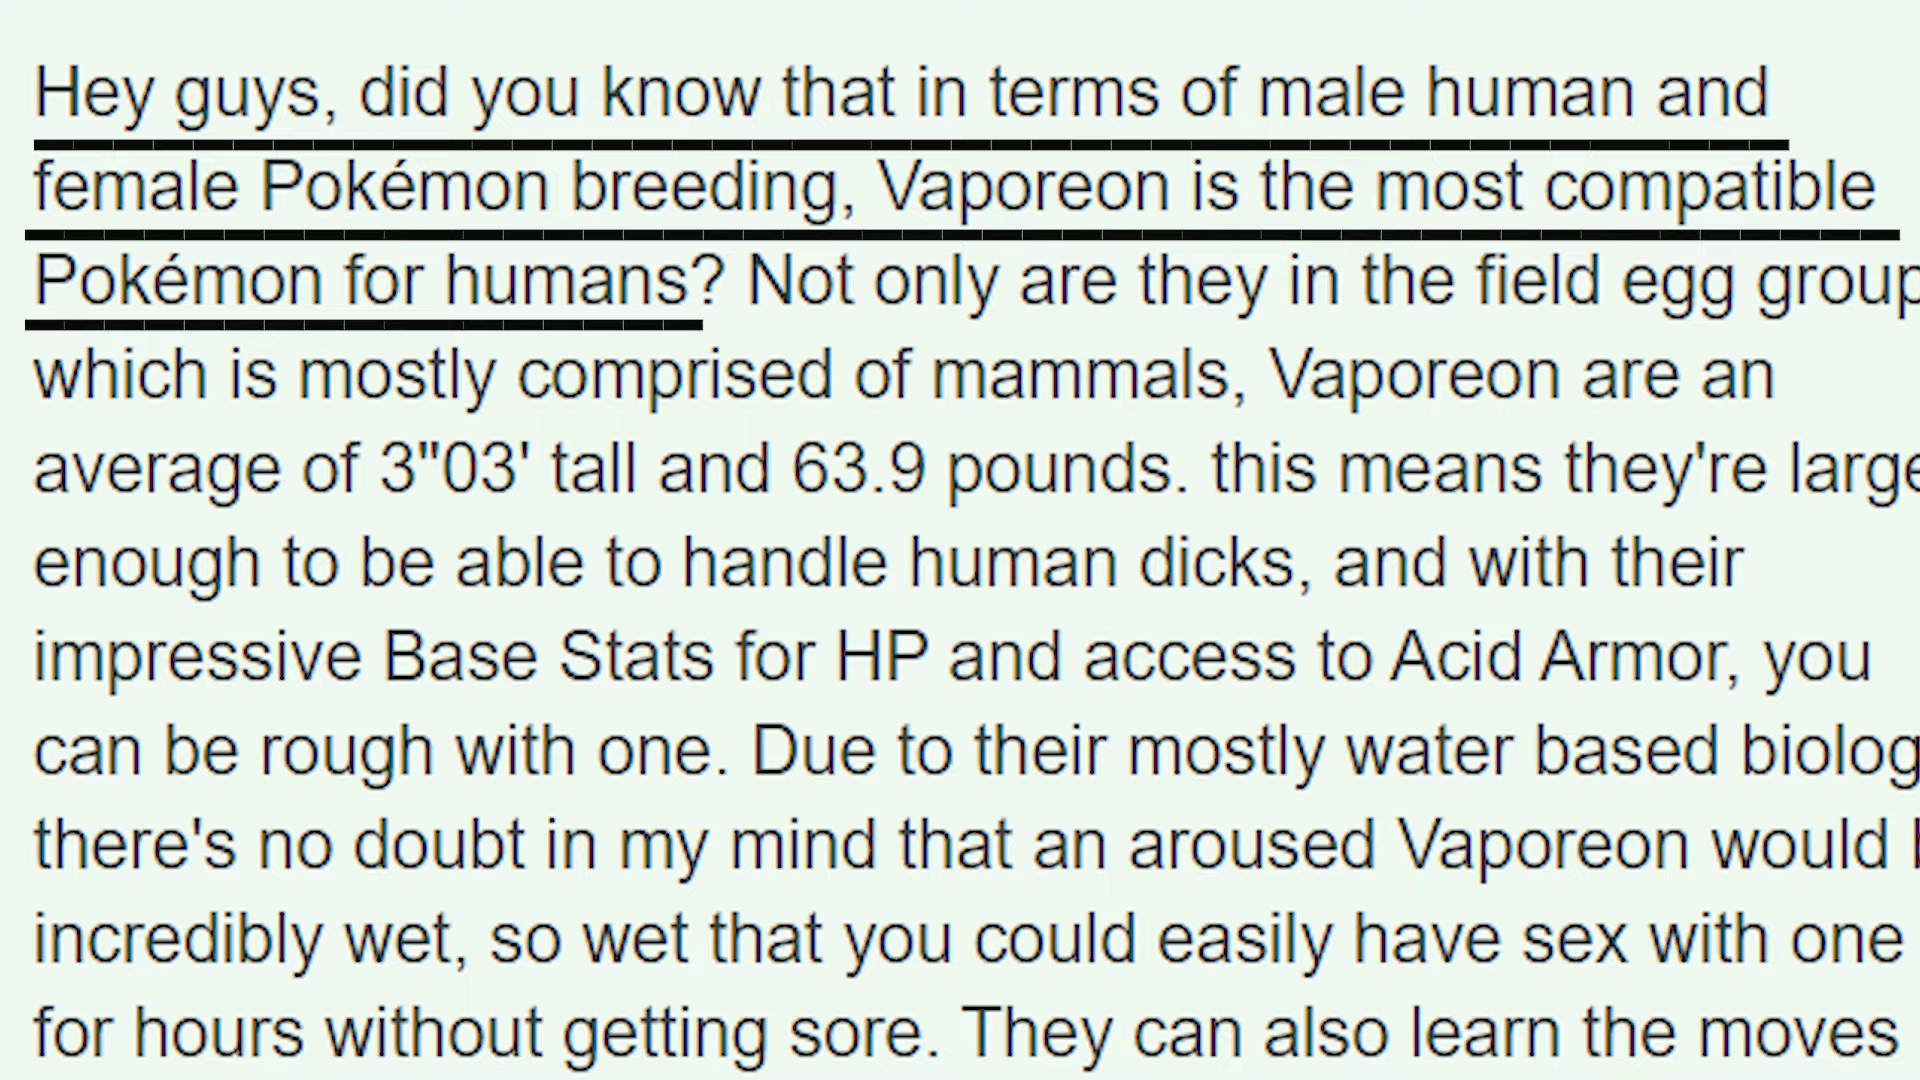 Hey guys, did you know that in terms of male human and
female Pokémon breeding, Vaporeon is the most compatible
Pokémon for humans? Not only are they in the field egg group
which is mostly comprised of mammals, Vaporeon are an
average of 3"03' tall and 63.9 pounds. this means they're large
enough to be able to handle human dicks, and with their
impressive Base Stats for HP and access to Acid Armor, you
can be rough with one. Due to their mostly water based biolog
there's no doubt in my mind that an aroused Vaporeon would
incredibly wet, so wet that you could easily have sex with one
for hours without getting sore. They can also learn the moves